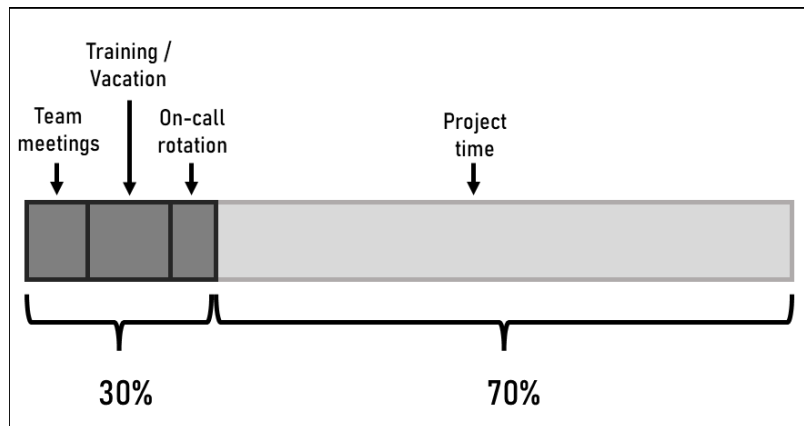 Training /
Vacation
Team
meetings
On-call
rotation
Project
time
30%
70%